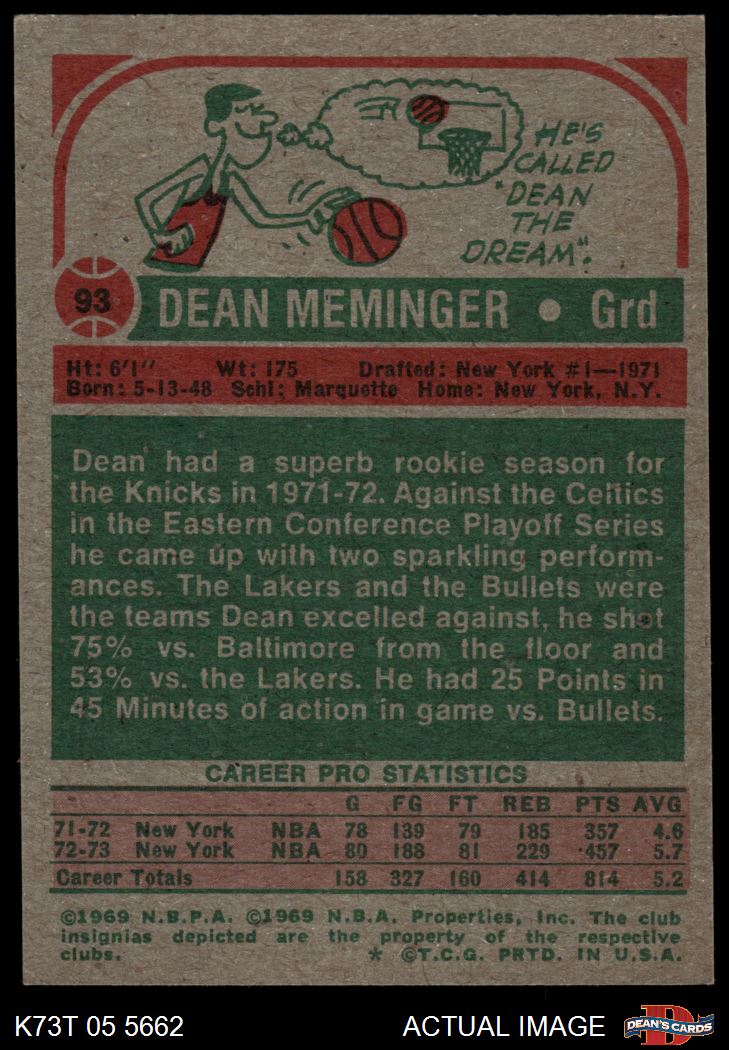 HE'S
CALLED
"DEAN
THE
DREAM".
93 DEAN MEMINGER • Grd
Ht: 6'1" Wt: 175 Drafted: New York #1—1971
Born: 5-13-48 Schl: Marquette Home: New York, N.Y.
Dean had a superb rookie season for
the Knicks in 1971-72. Against the Celtics
in the Eastern Conference Playoff Series
he came up with two sparkling perform-
ances. The Lakers and the Bullets were
the teams Dean excelled against, he shot
75% vs. Baltimore from the floor and
53% vs. the Lakers. He had 25 Points in
45 Minutes of action in game vs. Bullets.
CAREER PRO STATISTICS
G FG FT REB PTS AVG
71-72 New York NBA 78 139 79 185 357 4.6
72-73 New York NBA 80 188 81 229 457 5.7
Career Totals 158 327 160 414 814 5.2
©1969 N.B.P.A. ©1969 N.B.A. Properties, Inc. The club
insignias depicted are the property of the respective
clubs. * ©T.C.G. PRTD. IN U.S.A.
K73T 05 5662 ACTUAL IMAGE DEAN'S CARDS